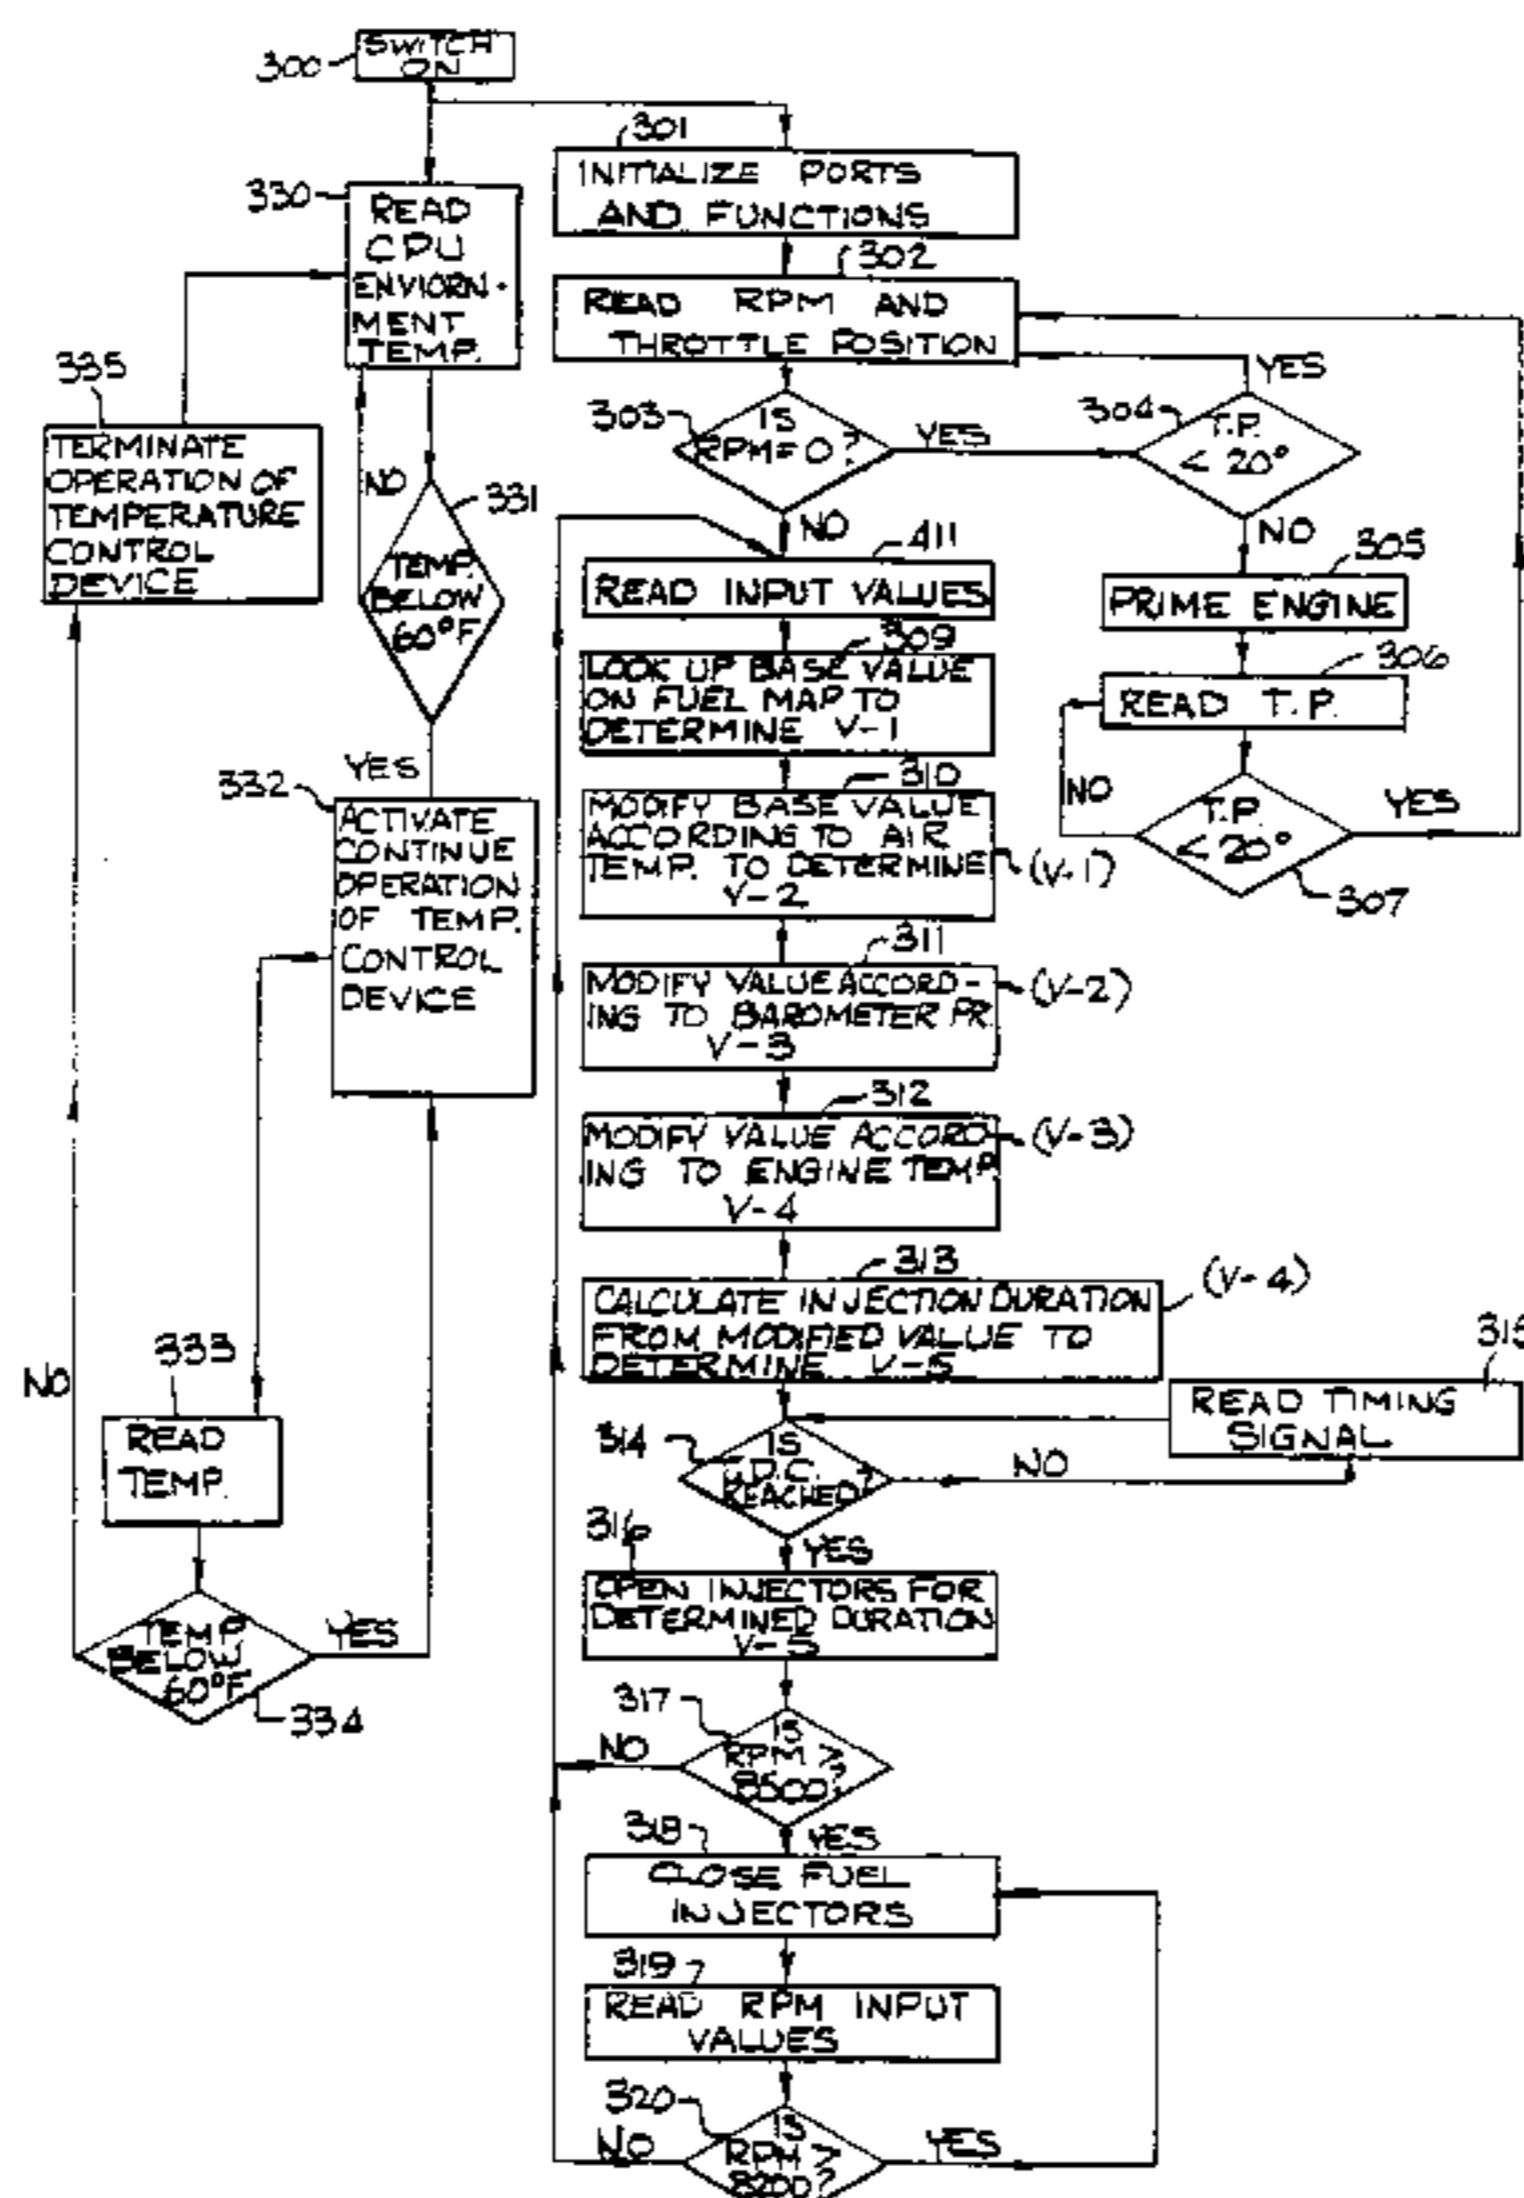 300
SWITCH
ON
301
INITIALIZE PORTS
AND FUNCTIONS
330
READ
CPU
ENVIORN-
MENT
TEMP.
302
READ RPM AND
THROTTLE POSITION
335
TERMINATE
OPERATION OF
TEMPERATURE
CONTROL
DEVICE
NO
331
TEMP.
BELOW
60°F
YES
332
ACTIVATE
CONTINUE
OPERATION
OF TEMP.
CONTROL
DEVICE
NO
333
READ
TEMP.
TEMP
BELOW
60°F
YES
334
303
IS
RPM=0?
YES
304
T.P.
< 20°
YES
NO
305
PRIME ENGINE
306
READ T.P.
NO
T.P.
< 20°
YES
307
NO
411
READ INPUT VALUES
309
LOOK UP BASE VALUE
ON FUEL MAP TO
DETERMINE V-1
310
MODIFY BASE VALUE
ACCORDING TO AIR
TEMP. TO DETERMINE
V-2
(V-1)
311
MODIFY VALUE ACCORD-
ING TO BAROMETER PR.
V-3
(V-2)
312
MODIFY VALUE ACCORD-
ING TO ENGINE TEMP.
V-4
(V-3)
313
CALCULATE INJECTION DURATION
FROM MODIFIED VALUE TO
DETERMINE V-5
(V-4)
315
READ TIMING
SIGNAL
314
IS
T.D.C.
REACHED?
NO
YES
316
OPEN INJECTORS FOR
DETERMINED DURATION
V-5
317
IS
RPM >
8500?
NO
YES
318
CLOSE FUEL
INJECTORS
319
READ RPM INPUT
VALUES
320
IS
RPM >
8200?
NO
YES